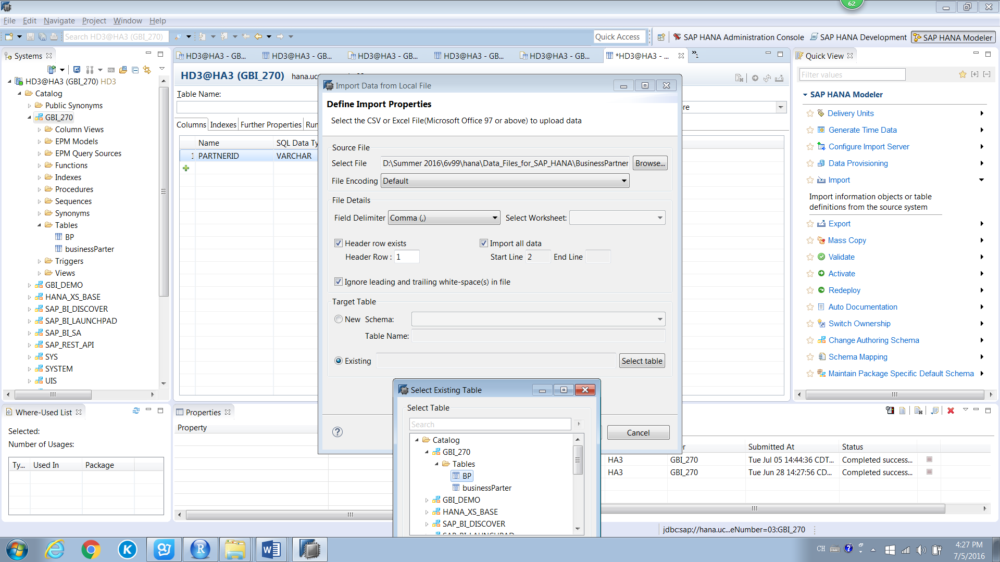 62
File Edit Navigate Project Window Help
Search HD3@HA3 (GBI_270)
Quick Access
SAP HANA Administration Console
SAP HANA Development
SAP HANA Modeler
Systems
HD3@HA3 (GBI_270) HD3
Catalog
Public Synonyms
GBI_270
Column Views
EPM Models
EPM Query Sources
Functions
Indexes
Procedures
Sequences
Synonyms
Tables
BP
businessParter
Triggers
Views
GBI_DEMO
HANA_XS_BASE
SAP_BI_DISCOVER
SAP_BI_LAUNCHPAD
SAP_BI_SA
SAP_REST_API
SYS
SYSTEM
UIS
HD3@HA3 - GB...
HD3@HA3 - GB...
HD3@HA3 - GB...
HD3@HA3 - GB...
HD3@HA3 - GB...
*HD3@HA3 - ...
»1
HD3@HA3 (GBI_270) hana.uc
Table Name:
re
Columns Indexes Further Properties Run
Name SQL Data Ty
1 PARTNERID VARCHAR
Import Data from Local File
Define Import Properties
Select the CSV or Excel File(Microsoft Office 97 or above) to upload data
Source File
Select File D:\Summer 2016\6v99\hana\Data_Files_for_SAP_HANA\BusinessPartner Browse...
File Encoding Default
File Details
Field Delimiter Comma (,) Select Worksheet:
Header row exists Import all data
Header Row : 1 Start Line 2 End Line
Ignore leading and trailing white-space(s) in file
Target Table
New Schema:
Table Name:
Existing Select table
Cancel
Select Existing Table
Select Table
Search
Catalog
GBI_270
Tables
BP
businessParter
GBI_DEMO
HANA_XS_BASE
SAP_BI_DISCOVER
SAP_BI_LAUNCHPAD
Quick View
Filter values
SAP HANA Modeler
Delivery Units
Generate Time Data
Configure Import Server
Data Provisioning
Import
Import information objects or table
definitions from the source system
Export
Mass Copy
Validate
Activate
Redeploy
Auto Documentation
Switch Ownership
Change Authoring Schema
Schema Mapping
Maintain Package Specific Default Schema
Where-Used List
Selected:
Number of Usages:
Ty... Used In Package
Properties
Property
r Submitted At Status
HA3 GBI_270 Tue Jul 05 14:44:36 CDT... Completed success...
HA3 GBI_270 Tue Jun 28 14:27:56 CD... Completed success...
jdbc:sap://hana.uc...eNumber=03:GBI_270
CH
4:27 PM
7/5/2016